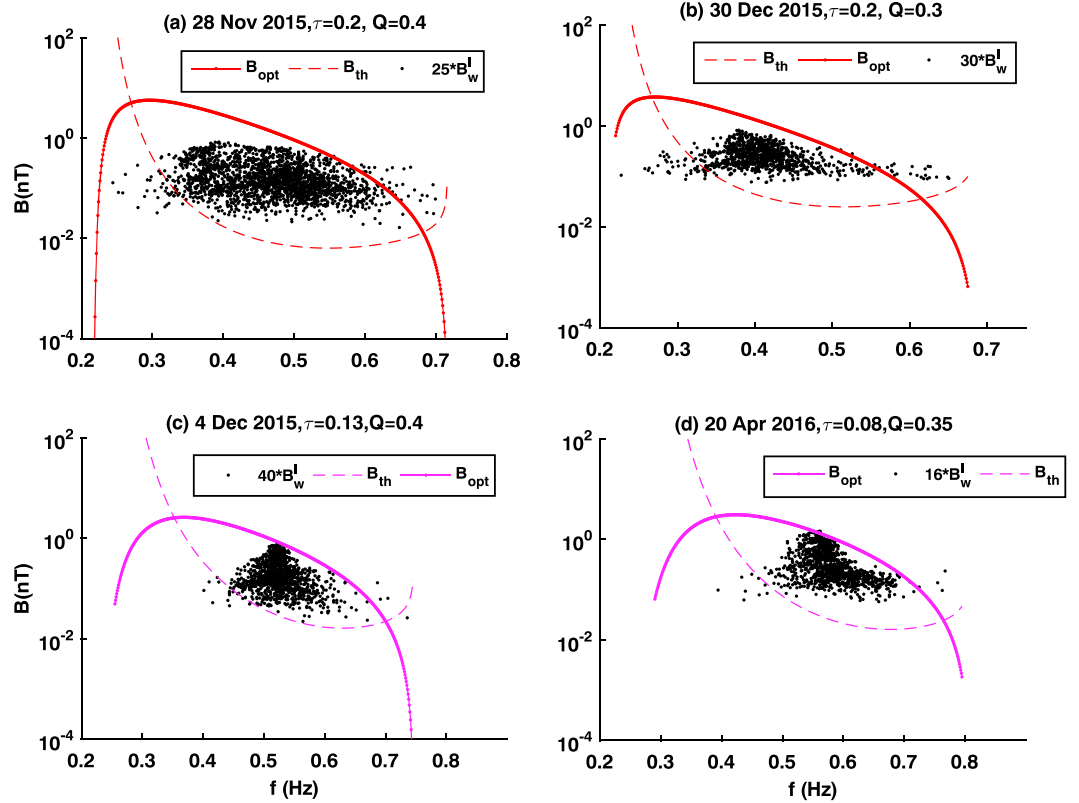 (a) 28 Nov 2015,τ=0.2, Q=0.4
B_opt B_th 25*B_w^I
B(nT)
10^2
10^0
10^-2
10^-4
0.2 0.3 0.4 0.5 0.6 0.7 0.8
(b) 30 Dec 2015,τ=0.2, Q=0.3
B_th B_opt 30*B_w^I
10^2
10^0
10^-2
10^-4
0.2 0.3 0.4 0.5 0.6 0.7
(c) 4 Dec 2015,τ=0.13,Q=0.4
40*B_w^I B_th B_opt
B(nT)
10^2
10^0
10^-2
10^-4
0.2 0.3 0.4 0.5 0.6 0.7 0.8
f (Hz)
(d) 20 Apr 2016,τ=0.08,Q=0.35
B_opt 16*B_w^I B_th
10^2
10^0
10^-2
10^-4
0.2 0.3 0.4 0.5 0.6 0.7 0.8
f (Hz)